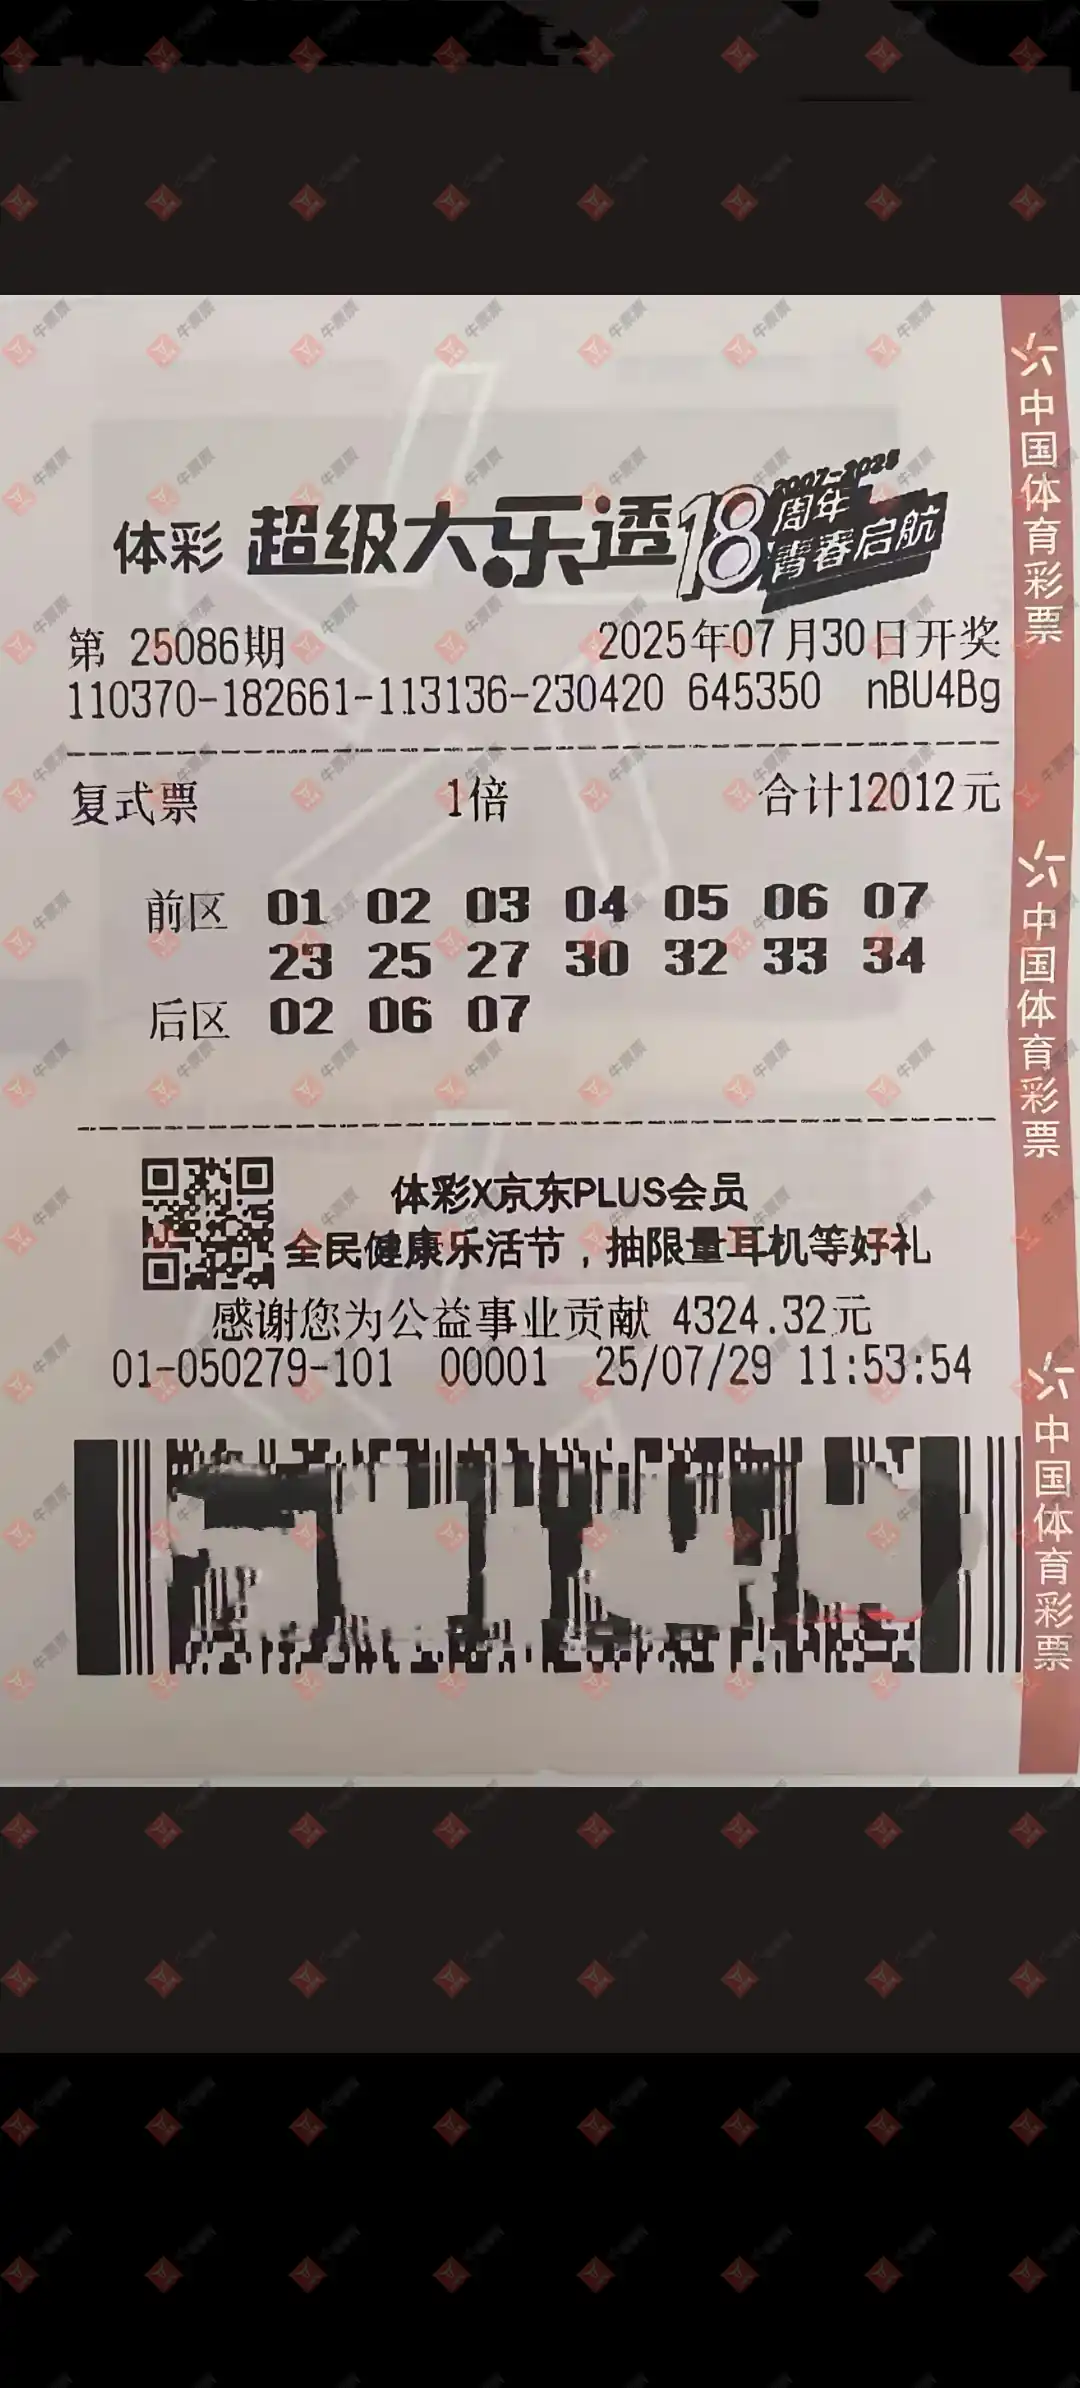 体彩 超级大乐透 18周年 青春启航 2007-2025
第 25086期 2025年07月30日开奖
110370-182661-113136-230420 645350 nBU4Bg
复式票 1倍 合计12012元
前区 01 02 03 04 05 06 07
23 25 27 30 32 33 34
后区 02 06 07
体彩X京东PLUS会员
全民健康乐活节，抽限量耳机等好礼
感谢您为公益事业贡献 4324.32元
01-050279-101 00001 25/07/29 11:53:54
中国体育彩票
中国体育彩票
中国体育彩票
牛票票